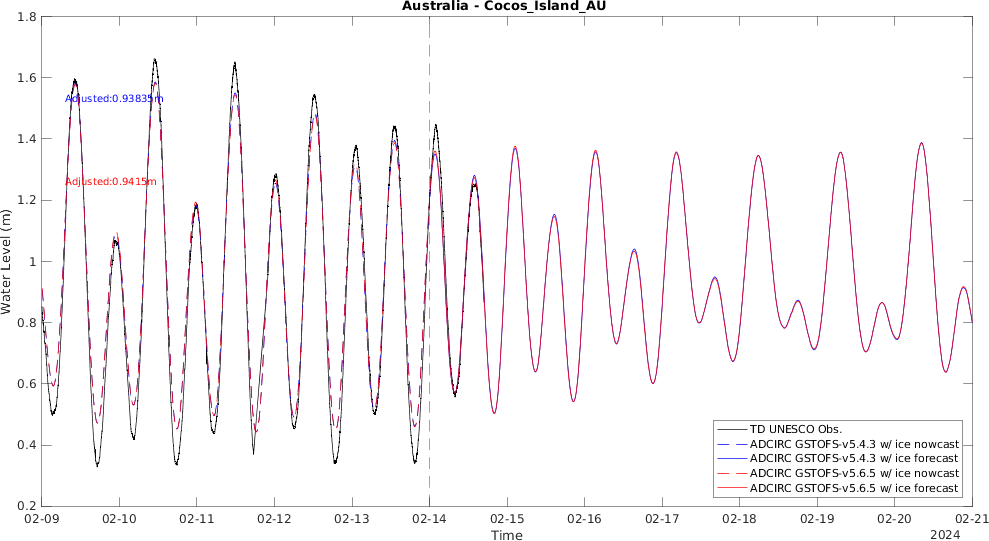 Australia - Cocos_Island_AU
1.8
1.6
1.4
1.2
1
0.8
0.6
0.4
0.2
Water Level (m)
Adjusted:0.93835m
Adjusted:0.9415m
TD UNESCO Obs.
ADCIRC GSTOFS-v5.4.3 w/ ice nowcast
ADCIRC GSTOFS-v5.4.3 w/ ice forecast
ADCIRC GSTOFS-v5.6.5 w/ ice nowcast
ADCIRC GSTOFS-v5.6.5 w/ ice forecast
02-09 02-10 02-11 02-12 02-13 02-14 02-15 02-16 02-17 02-18 02-19 02-20 02-21
Time
2024